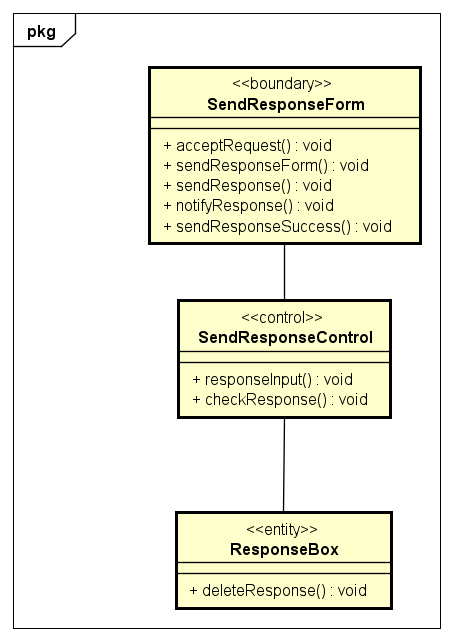 pkg
<<boundary>>
SendResponseForm
+ acceptRequest() : void
+ sendResponseForm() : void
+ sendResponse() : void
+ notifyResponse() : void
+ sendResponseSuccess() : void
<<control>>
SendResponseControl
+ responseInput() : void
+ checkResponse() : void
<<entity>>
ResponseBox
+ deleteResponse() : void